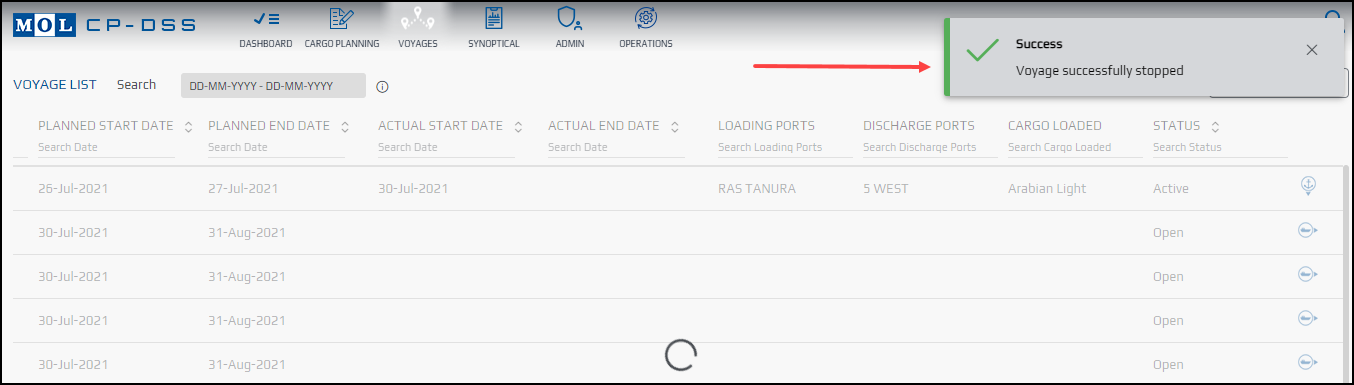 MOL CP-DSS
DASHBOARD CARGO PLANNING VOYAGES SYNOPTICAL ADMIN OPERATIONS
Success
Voyage successfully stopped
VOYAGE LIST Search DD-MM-YYYY - DD-MM-YYYY
PLANNED START DATE PLANNED END DATE ACTUAL START DATE ACTUAL END DATE LOADING PORTS DISCHARGE PORTS CARGO LOADED STATUS
Search Date Search Date Search Date Search Date Search Loading Ports Search Discharge Ports Search Cargo Loaded Search Status
26-Jul-2021 27-Jul-2021 30-Jul-2021 RAS TANURA 5 WEST Arabian Light Active
30-Jul-2021 31-Aug-2021 Open
30-Jul-2021 31-Aug-2021 Open
30-Jul-2021 31-Aug-2021 Open
30-Jul-2021 31-Aug-2021 Open